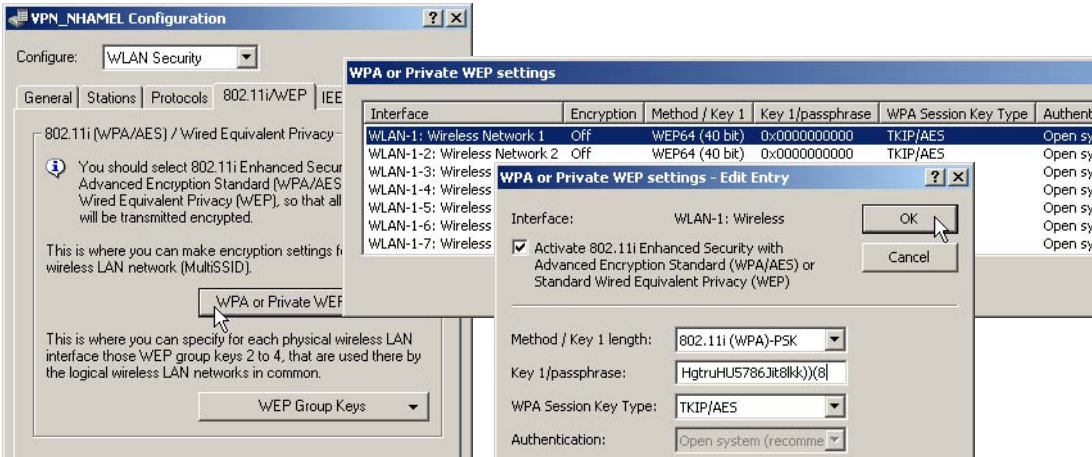 VPN_NHAMEL Configuration
Configure: WLAN Security
General Stations Protocols 802.11i/WEP IEE
802.11i (WPA/AES) / Wired Equivalent Privacy
You should select 802.11i Enhanced Secur
Advanced Encryption Standard (WPA/AES
Wired Equivalent Privacy (WEP), so that all
will be transmitted encrypted.
This is where you can make encryption settings f
wireless LAN network (MultiSSID).
WPA or Private WEP
This is where you can specify for each physical wireless LAN
interface those WEP group keys 2 to 4, that are used there by
the logical wireless LAN networks in common.
WEP Group Keys
WPA or Private WEP settings
Interface Encryption Method / Key 1 Key 1/passphrase WPA Session Key Type Authent
WLAN-1: Wireless Network 1 Off WEP64 (40 bit) 0x0000000000 TKIP/AES Open sy
WLAN-1-2: Wireless Network 2 Off WEP64 (40 bit) 0x0000000000 TKIP/AES Open sy
WLAN-1-3: Wireless Open sy
WLAN-1-4: Wireless Open sy
WLAN-1-5: Wireless Open sy
WLAN-1-6: Wireless Open sy
WLAN-1-7: Wireless Open sy
WPA or Private WEP settings - Edit Entry
Interface: WLAN-1: Wireless
OK
Activate 802.11i Enhanced Security with
Advanced Encryption Standard (WPA/AES) or
Standard Wired Equivalent Privacy (WEP)
Cancel
Method / Key 1 length: 802.11i (WPA)-PSK
Key 1/passphrase: HgtruHU5786Jit8lkk))(8
WPA Session Key Type: TKIP/AES
Authentication: Open system (recomme